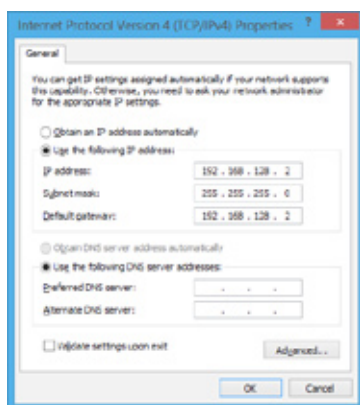 Internet Protocol Version 4 (TCP/IPv4) Properties ? x
General
You can get IP settings assigned automatically if your network supports
this capability. Otherwise, you need to ask your network administrator
for the appropriate IP settings.
Obtain an IP address automatically
Use the following IP address:
IP address: 192 . 168 . 128 . 2
Subnet mask: 255 . 255 . 255 . 0
Default gateway: 192 . 168 . 128 . 2
Obtain DNS server address automatically
Use the following DNS server addresses:
Preferred DNS server: . . .
Alternate DNS server: . . .
Validate settings upon exit
Advanced...
OK Cancel